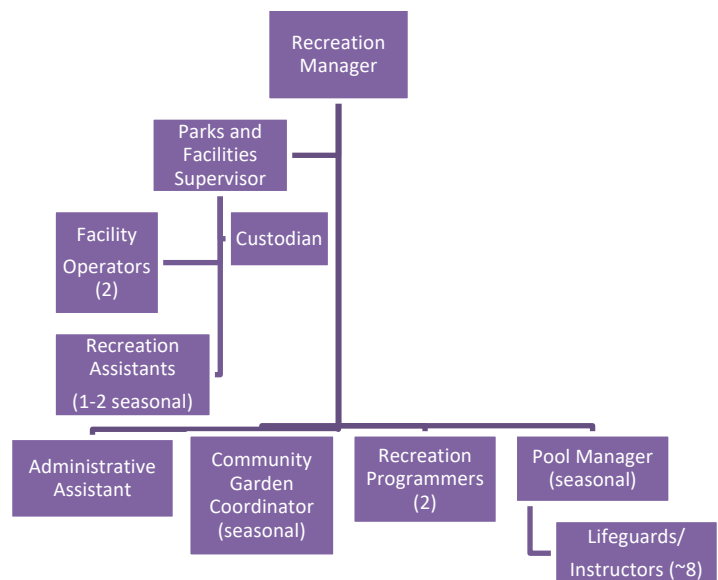 Recreation
Manager
Parks and
Facilities
Supervisor
Facility
Operators
(2)
Custodian
Recreation
Assistants
(1-2 seasonal)
Administrative
Assistant
Community
Garden
Coordinator
(seasonal)
Recreation
Programmers
(2)
Pool Manager
(seasonal)
Lifeguards/
Instructors (~8)